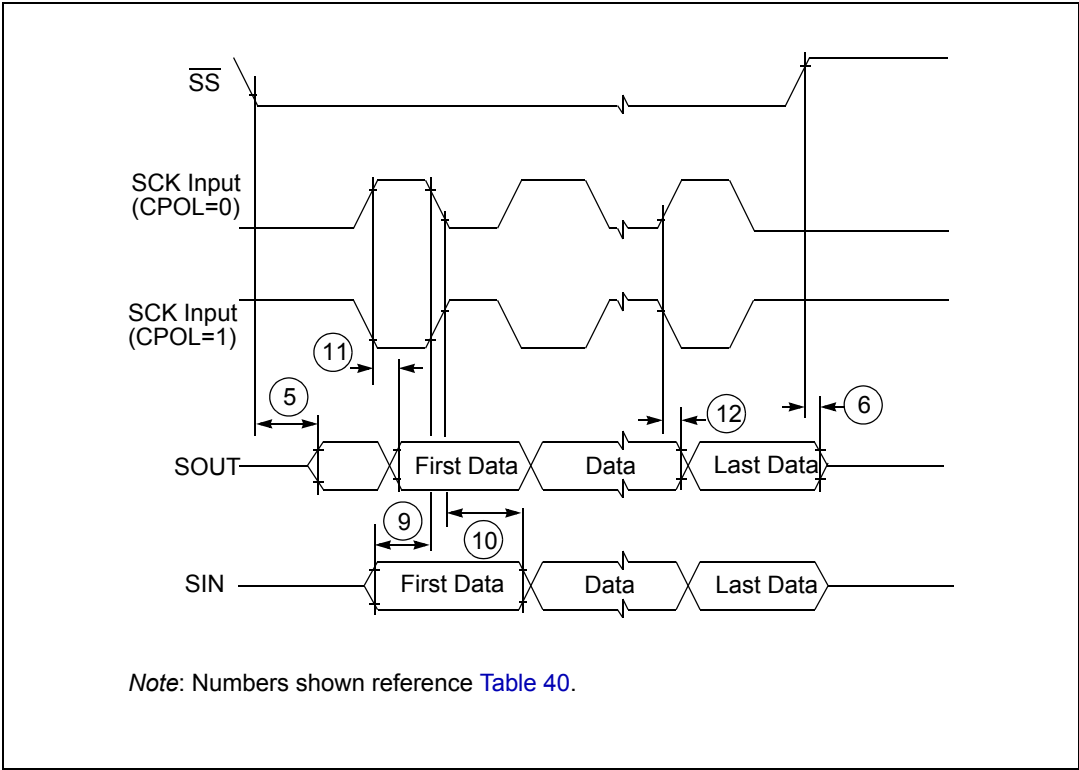 SS
SCK Input
(CPOL=0)
SCK Input
(CPOL=1)
11
5
12
6
SOUT
First Data
Data
Last Data
9
10
SIN
First Data
Data
Last Data
Note: Numbers shown reference Table 40.